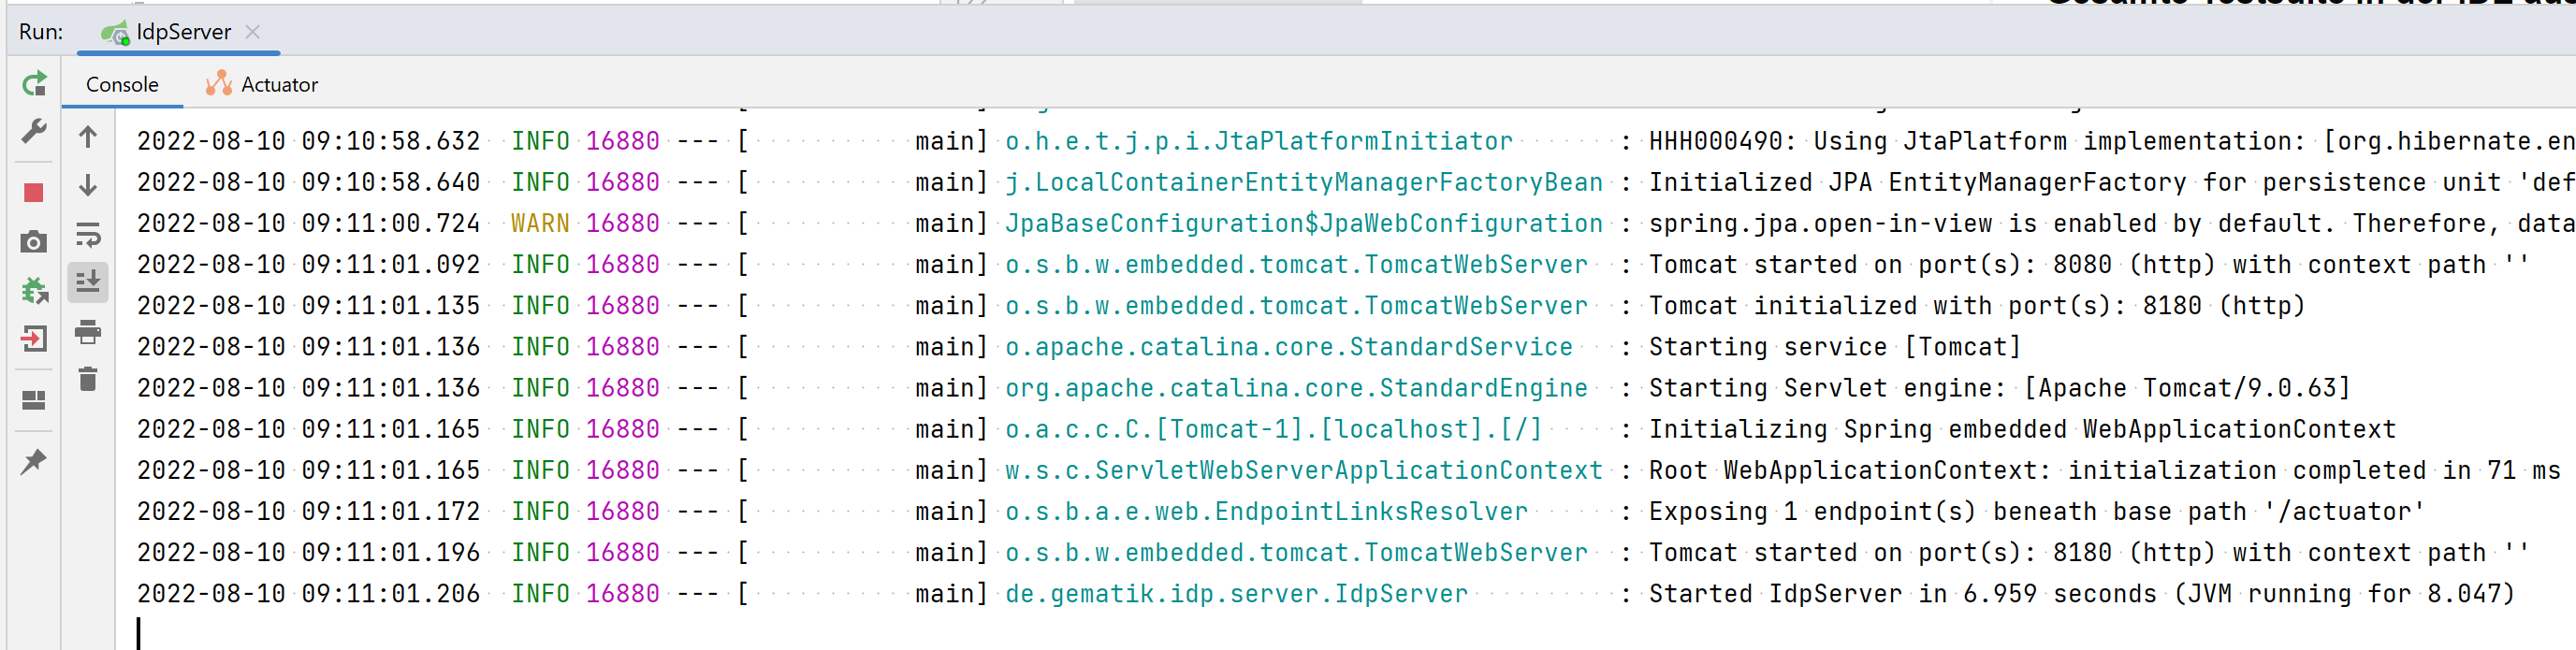 Run: IdpServer
Console Actuator
2022-08-10 09:10:58.632 INFO 16880 --- [ main] o.h.e.t.j.p.i.JtaPlatformInitiator : HHH000490: Using JtaPlatform implementation: [org.hibernate.en
2022-08-10 09:10:58.640 INFO 16880 --- [ main] j.LocalContainerEntityManagerFactoryBean : Initialized JPA EntityManagerFactory for persistence unit 'def
2022-08-10 09:11:00.724 WARN 16880 --- [ main] JpaBaseConfiguration$JpaWebConfiguration : spring.jpa.open-in-view is enabled by default. Therefore, data
2022-08-10 09:11:01.092 INFO 16880 --- [ main] o.s.b.w.embedded.tomcat.TomcatWebServer : Tomcat started on port(s): 8080 (http) with context path ''
2022-08-10 09:11:01.135 INFO 16880 --- [ main] o.s.b.w.embedded.tomcat.TomcatWebServer : Tomcat initialized with port(s): 8180 (http)
2022-08-10 09:11:01.136 INFO 16880 --- [ main] o.apache.catalina.core.StandardService : Starting service [Tomcat]
2022-08-10 09:11:01.136 INFO 16880 --- [ main] org.apache.catalina.core.StandardEngine : Starting Servlet engine: [Apache Tomcat/9.0.63]
2022-08-10 09:11:01.165 INFO 16880 --- [ main] o.a.c.c.C.[Tomcat-1].[localhost].[/] : Initializing Spring embedded WebApplicationContext
2022-08-10 09:11:01.165 INFO 16880 --- [ main] w.s.c.ServletWebServerApplicationContext : Root WebApplicationContext: initialization completed in 71 ms
2022-08-10 09:11:01.172 INFO 16880 --- [ main] o.s.b.a.e.web.EndpointLinksResolver : Exposing 1 endpoint(s) beneath base path '/actuator'
2022-08-10 09:11:01.196 INFO 16880 --- [ main] o.s.b.w.embedded.tomcat.TomcatWebServer : Tomcat started on port(s): 8180 (http) with context path ''
2022-08-10 09:11:01.206 INFO 16880 --- [ main] de.gematik.idp.server.IdpServer : Started IdpServer in 6.959 seconds (JVM running for 8.047)